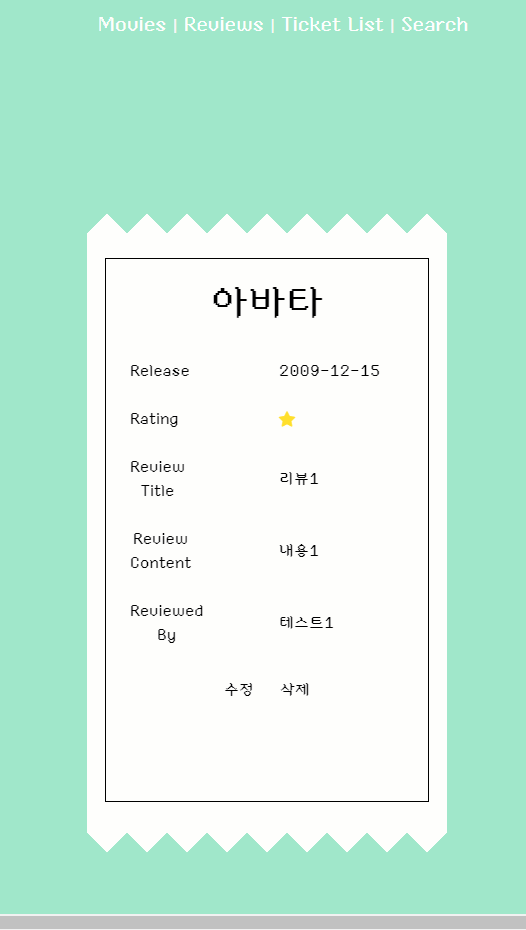 Movies | Reviews | Ticket List | Search
아바타
Release 2009-12-15
Rating
Review
Title
리뷰1
Review
Content
내용1
Reviewed
By
테스트1
수정 삭제